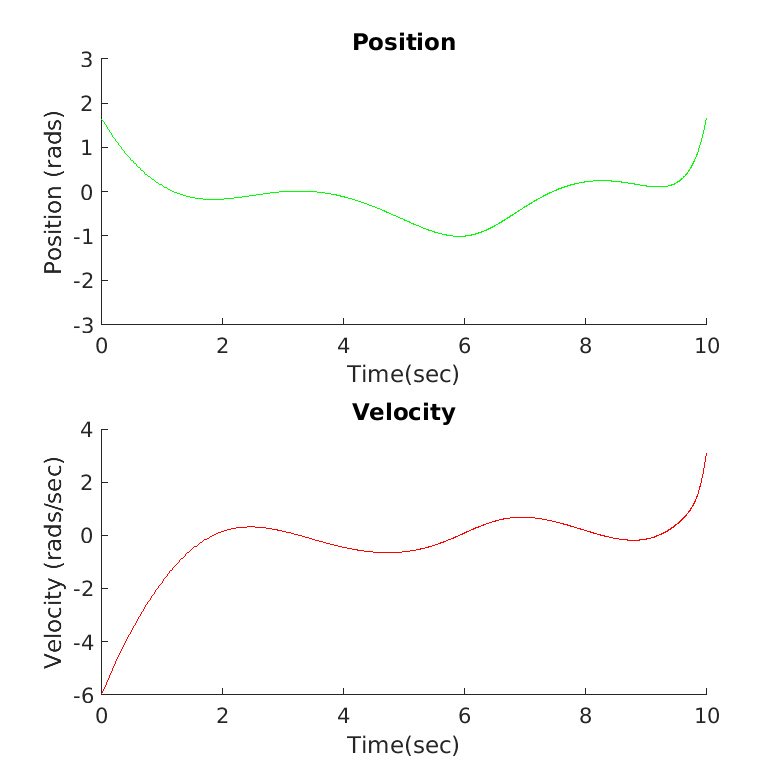 Position
3
2
1
0
-1
-2
-3
Position (rads)
0 2 4 6 8 10
Time(sec)
Velocity
4
2
0
-2
-4
-6
Velocity (rads/sec)
0 2 4 6 8 10
Time(sec)